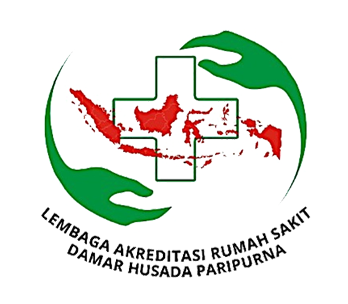 LEMBAGA AKREDITASI RUMAH SAKIT
DAMAR HUSADA PARIPURNA